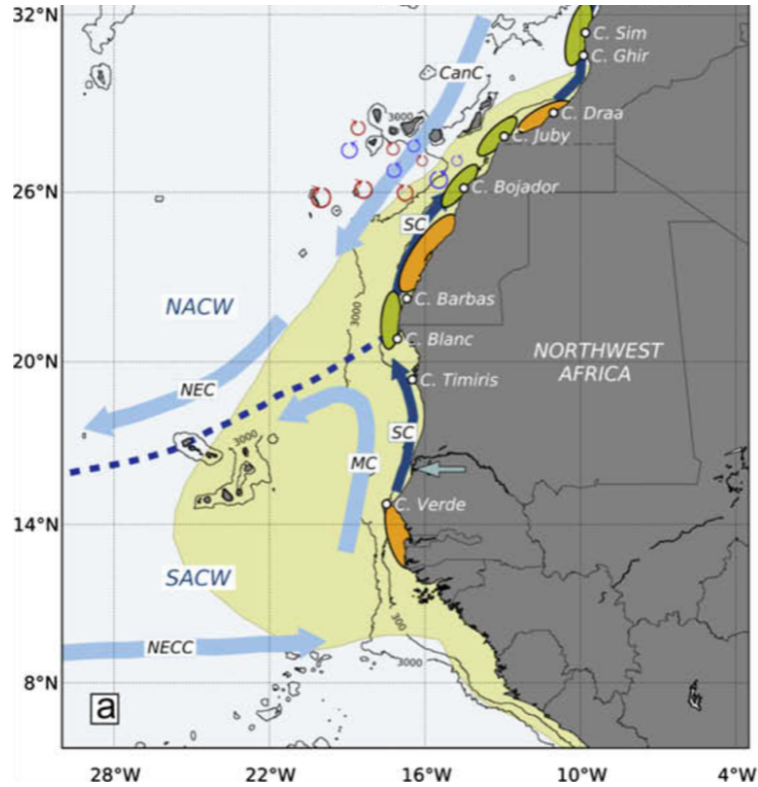 32°N
C. Sim
C. Ghir
CanC
3000
C. Draa
C. Juby
26°N
C. Bojador
SC
NACW
3000
C. Barbas
C. Blanc
20°N
NORTHWEST
AFRICA
C. Timiris
NEC
3000
SC
MC
C. Verde
14°N
SACW
300
NECC
3000
8°N
a
28°W
22°W
16°W
10°W
4°W